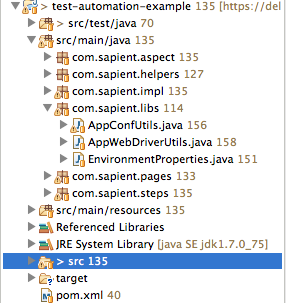 > test-automation-example 135 [https://del
> src/test/java 70
src/main/java 135
com.sapient.aspect 135
com.sapient.helpers 127
com.sapient.impl 135
com.sapient.libs 114
AppConfUtils.java 156
AppWebDriverUtils.java 158
EnvironmentProperties.java 151
com.sapient.pages 133
com.sapient.steps 135
src/main/resources 135
Referenced Libraries
JRE System Library [java SE jdk1.7.0_75]
> src 135
target
pom.xml 40